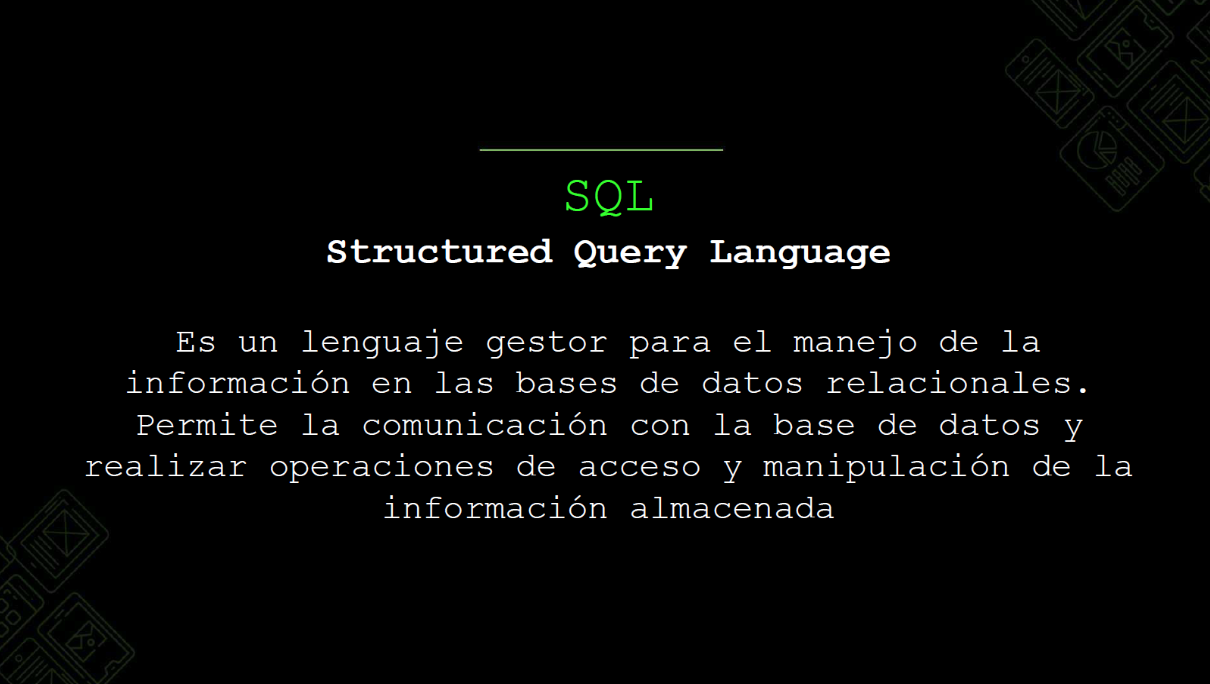 SQL
Structured Query Language
Es un lenguaje gestor para el manejo de la
información en las bases de datos relacionales.
Permite la comunicación con la base de datos y
realizar operaciones de acceso y manipulación de la
información almacenada